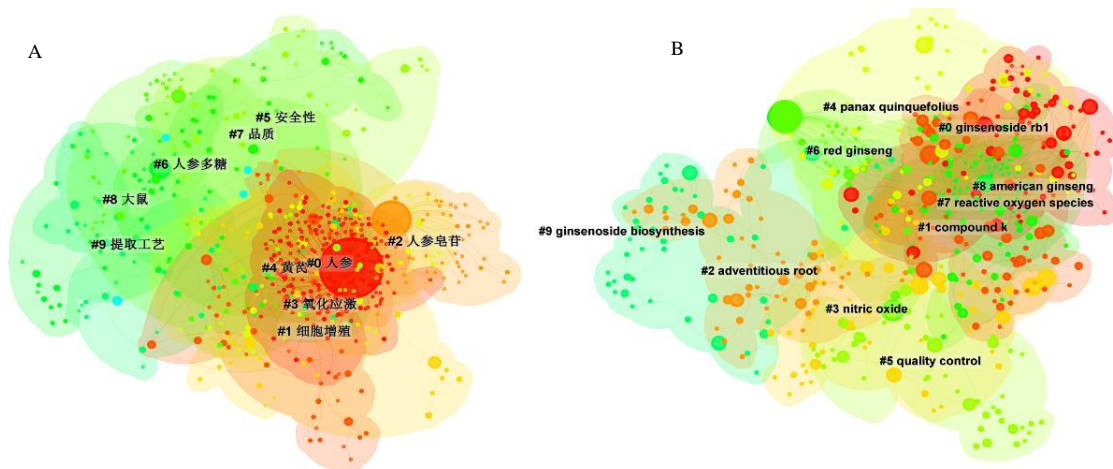 A
#5 安全性
#7 品质
#6 人参多糖
#8 大鼠
#9 提取工艺
#2 人参皂苷
#0 人参
#4 黄芪
#3 氧化应激
#1 细胞增殖
B
#4 panax quinquefolius
#0 ginsenoside rb1
#6 red ginseng
#8 american ginseng
#7 reactive oxygen species
#1 compound k
#9 ginsenoside biosynthesis
#2 adventitious root
#3 nitric oxide
#5 quality control